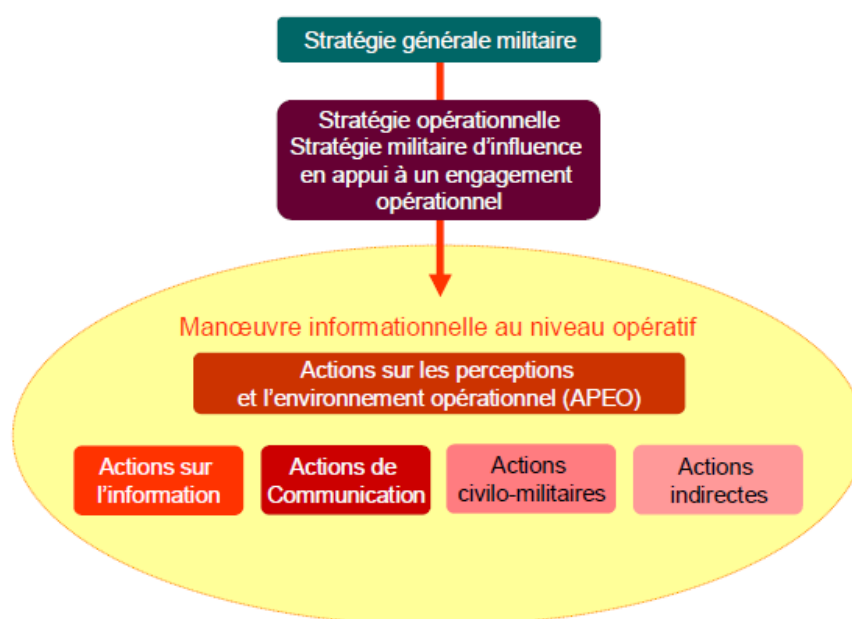 Stratégie générale militaire
Stratégie opérationnelle
Stratégie militaire d'influence
en appui à un engagement
opérationnel
Manœuvre informationnelle au niveau opératif
Actions sur les perceptions
et l'environnement opérationnel (APEO)
Actions sur
l'information
Actions de
Communication
Actions
civilo-militaires
Actions
indirectes